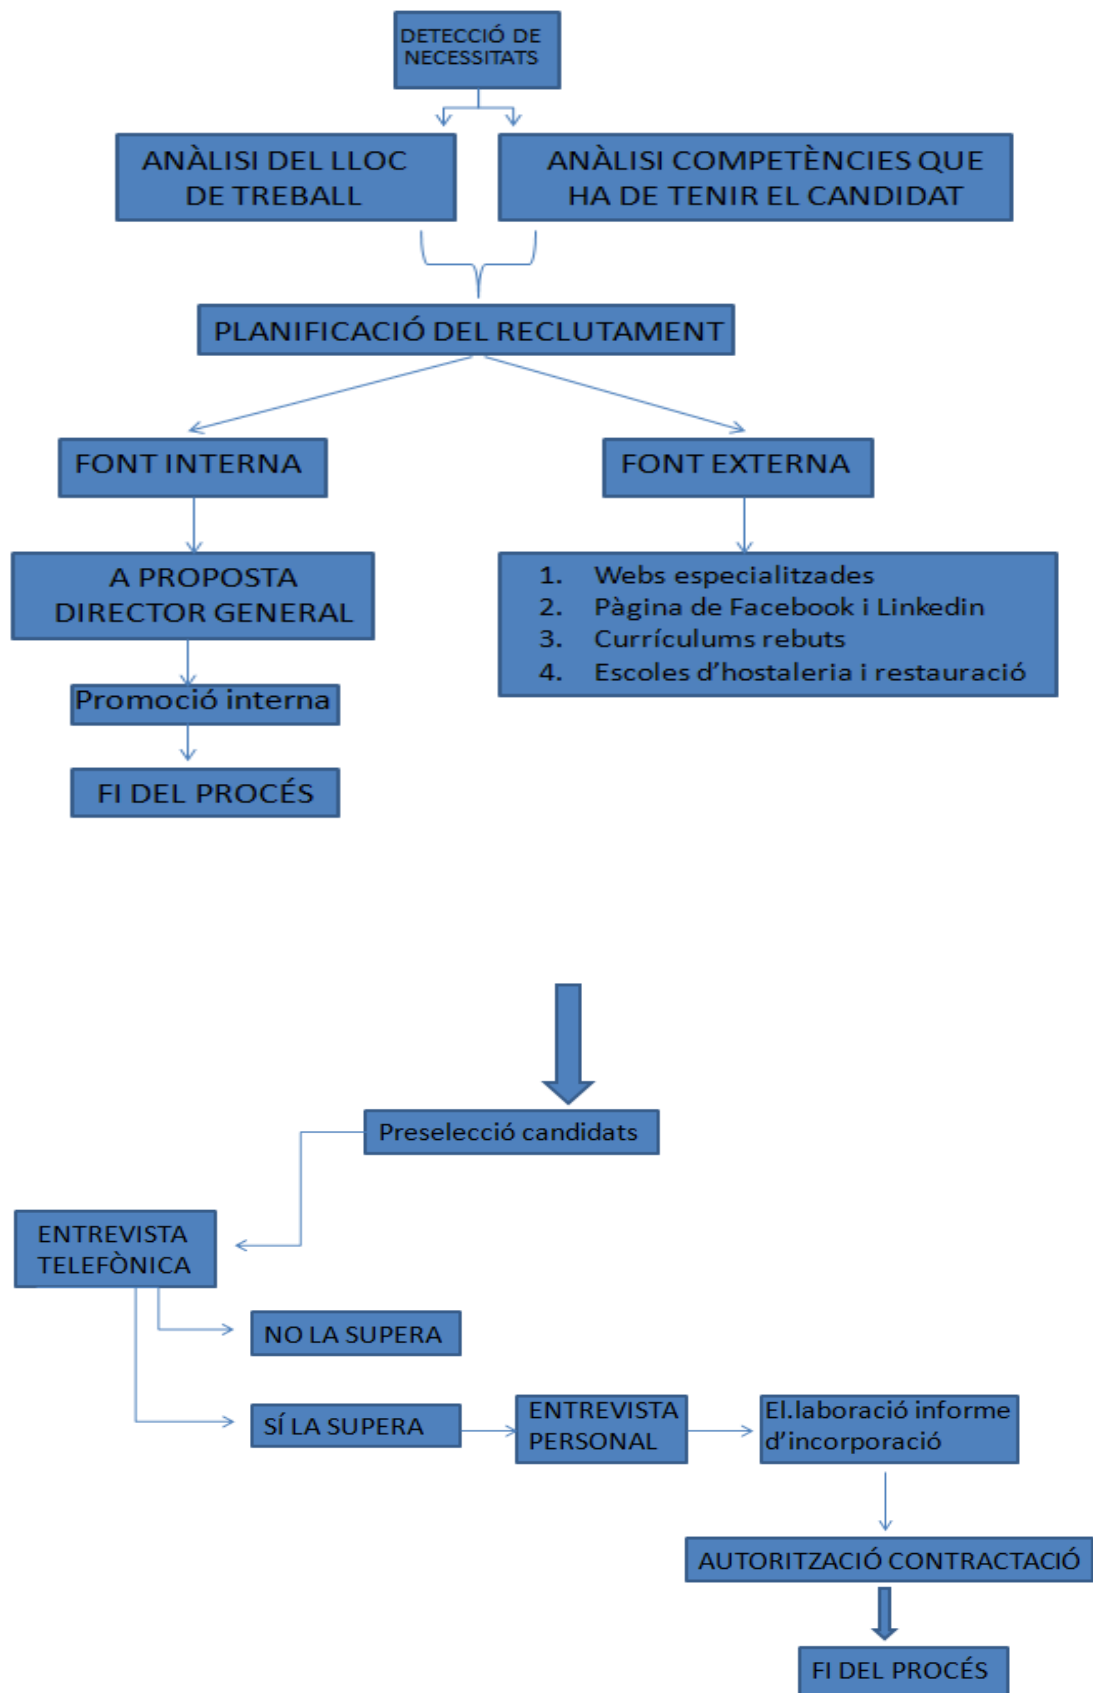 DETECCIÓ DE
NECESSITATS
ANÀLISI DEL LLOC
DE TREBALL
ANÀLISI COMPETÈNCIES QUE
HA DE TENIR EL CANDIDAT
PLANIFICACIÓ DEL RECLUTAMENT
FONT INTERNA
FONT EXTERNA
A PROPOSTA
DIRECTOR GENERAL
1. Webs especialitzades
2. Pàgina de Facebook i Linkedin
3. Currículums rebuts
4. Escoles d'hostaleria i restauració
Promoció interna
FI DEL PROCÉS
Preselecció candidats
ENTREVISTA
TELEFÒNICA
NO LA SUPERA
SÍ LA SUPERA
ENTREVISTA
PERSONAL
El.laboració informe
d'incorporació
AUTORITZACIÓ CONTRACTACIÓ
FI DEL PROCÉS